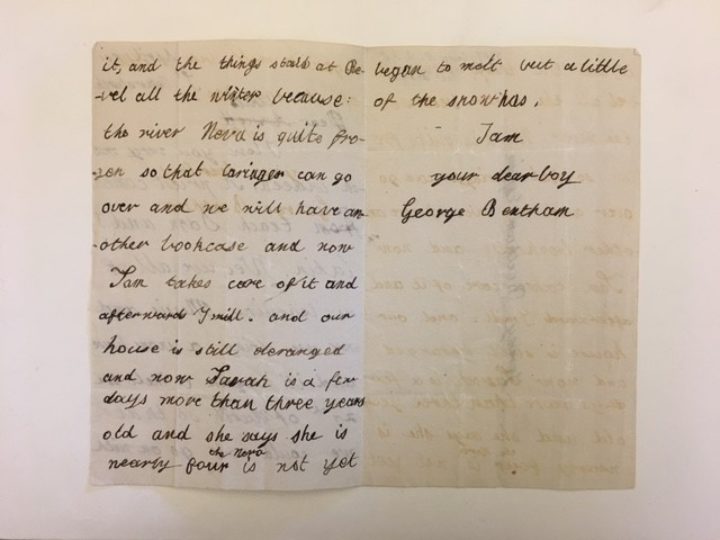 it, and the things staid at Re-
-vel all the winter because:
the river Neva is quite fro-
-zen so that carriages can go
over and we will have an-
-other bookcase and now
Jam takes care of it and
afterward I will. and our
house is still deranged
and now Sarah is a few
days more than three years
old and she says she is
the Neva
nearly four is not yet
began to melt but a little
of the snow has.
I am
your dear boy
George Bentham